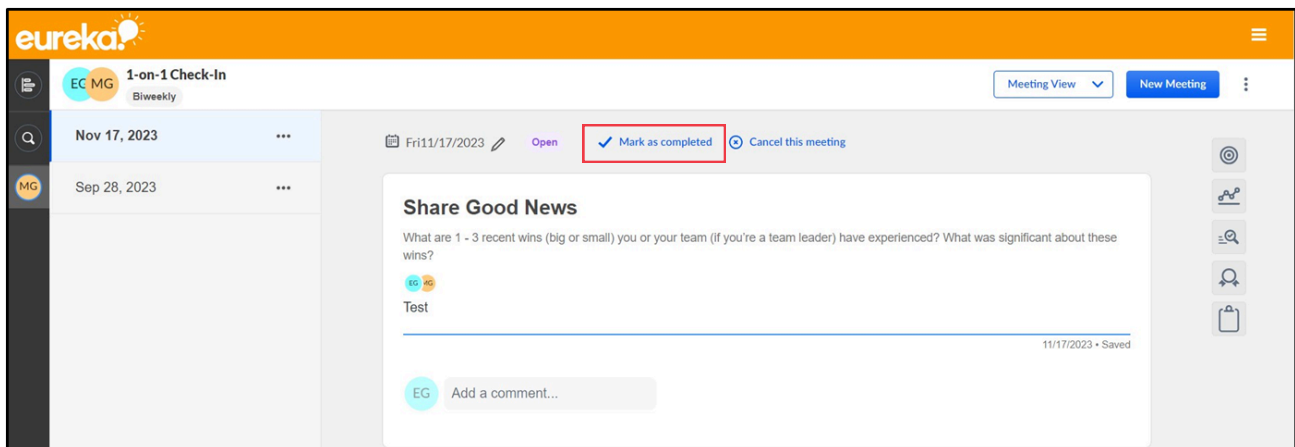 eureka!
EG MG
1-on-1 Check-In
Biweekly
Meeting View
New Meeting
Nov 17, 2023
Fri11/17/2023
Open
Mark as completed
Cancel this meeting
MG
Sep 28, 2023
Share Good News
What are 1 - 3 recent wins (big or small) you or your team (if you're a team leader) have experienced? What was significant about these
wins?
EG MG
Test
11/17/2023 • Saved
EG
Add a comment...